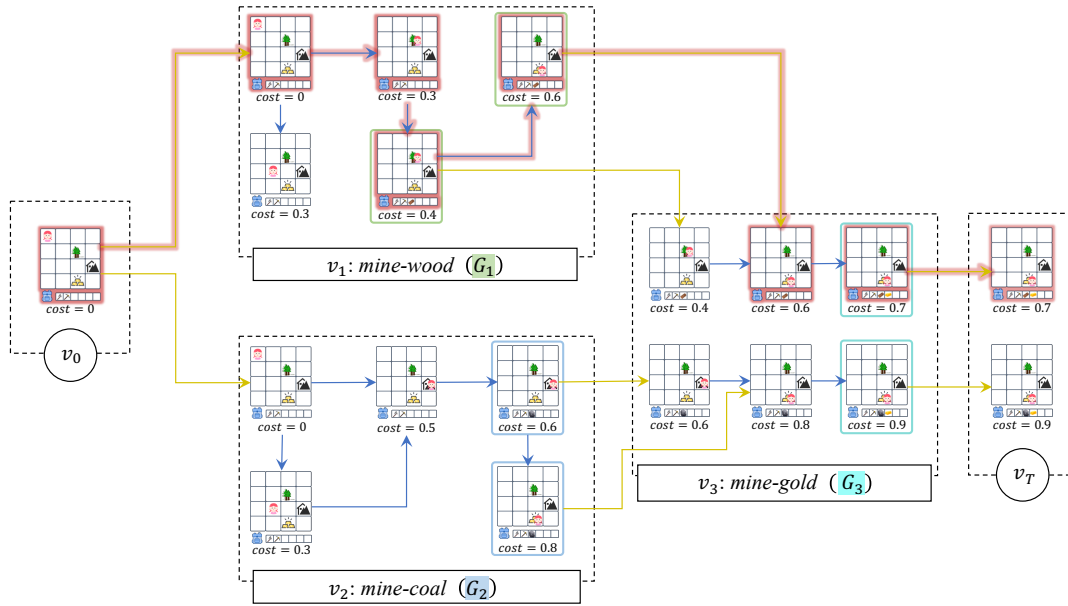 cost = 0
cost = 0.3
cost = 0.6
cost = 0.3
cost = 0.4
v₁: mine-wood (G₁)
cost = 0
v₀
cost = 0.4
cost = 0.6
cost = 0.7
cost = 0.7
cost = 0
cost = 0.5
cost = 0.6
cost = 0.6
cost = 0.8
cost = 0.9
cost = 0.9
cost = 0.3
cost = 0.8
v₃: mine-gold (G₃)
v_T
v₂: mine-coal (G₂)